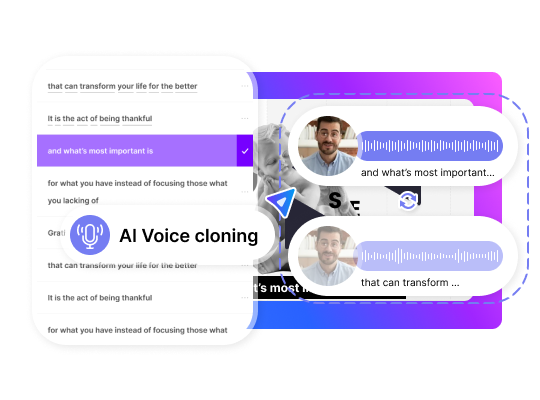 that can transform your life for the better
It is the act of being thankful
and what's most important is
for what you have instead of focusing those what
you lacking of
AI Voice cloning
that can transform your life for the better
It is the act of being thankful
for what you have instead of focusing those what
and what's most important...
that can transform ...
t's most